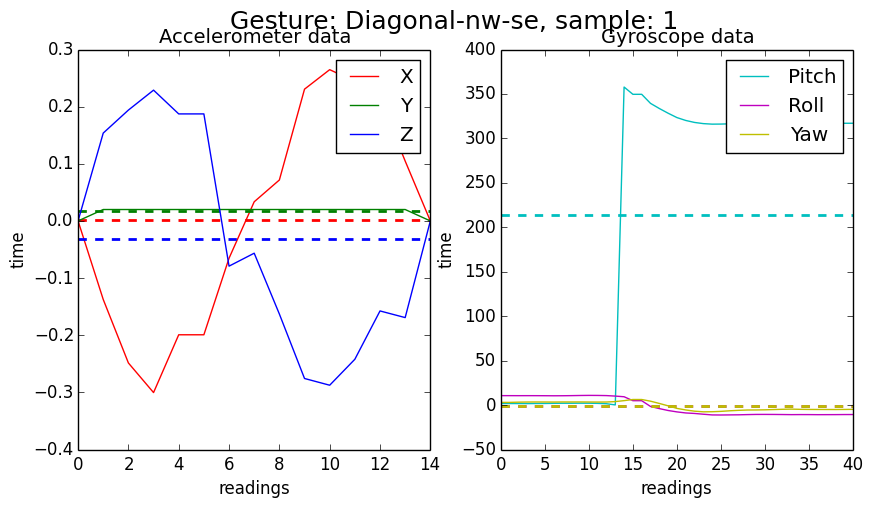 Gesture: Diagonal-nw-se, sample: 1
Accelerometer data
0.3
0.2
0.1
0.0
−0.1
−0.2
−0.3
−0.4
time
0
2
4
6
8
10
12
14
readings
X
Y
Z
Gyroscope data
400
350
300
250
200
150
100
50
0
−50
time
0
5
10
15
20
25
30
35
40
readings
Pitch
Roll
Yaw